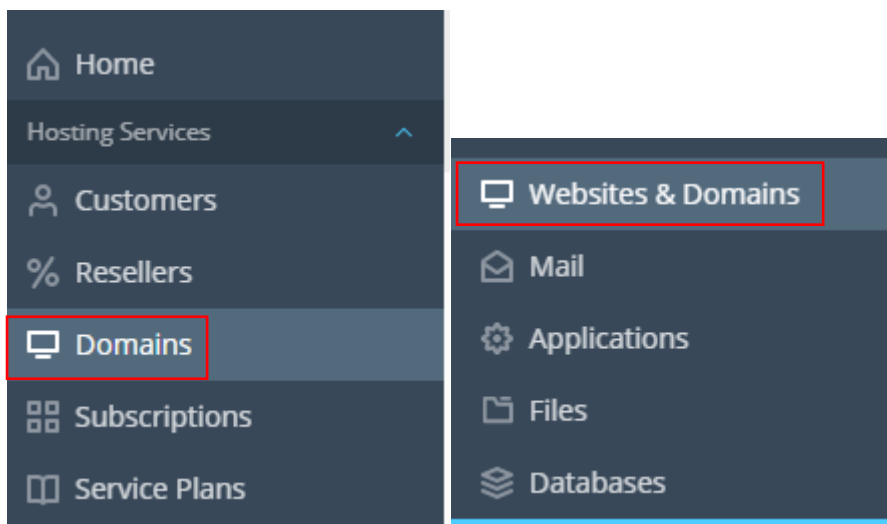 Home
Hosting Services
Customers
Resellers
Domains
Subscriptions
Service Plans
Websites & Domains
Mail
Applications
Files
Databases